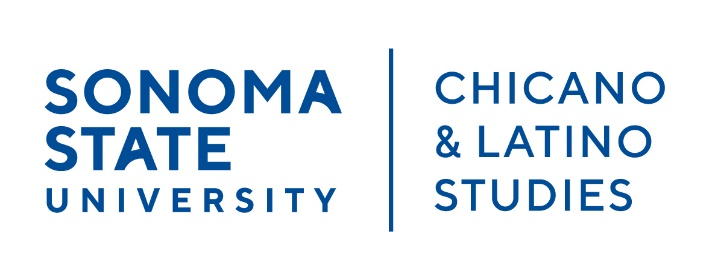 SONOMA
STATE
UNIVERSITY
CHICANO
& LATINO
STUDIES